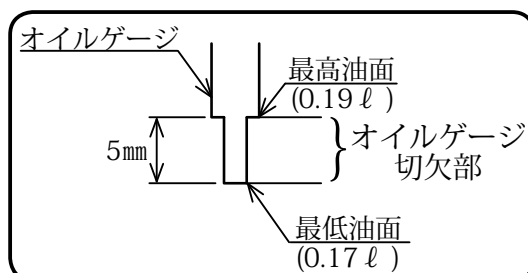 オイルゲージ
最高油面
(0.19ℓ)
5㎜
オイルゲージ
切欠部
最低油面
(0.17ℓ)